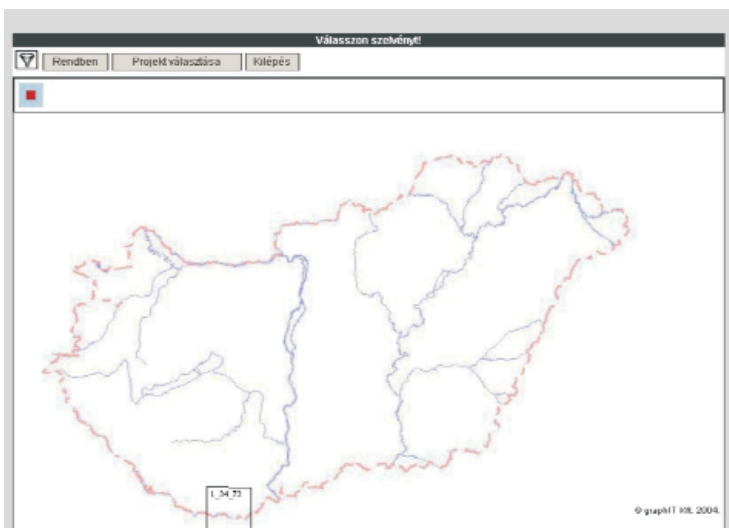 Válasszon szelvényt!
Rendben Projekt választása Kilépés
L_34_73
© graphIT Kft. 2004.